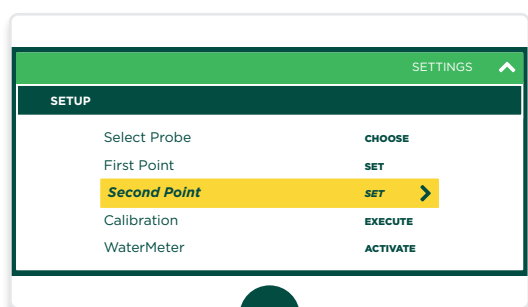 SETTINGS
SETUP
Select Probe CHOOSE
First Point SET
Second Point SET
Calibration EXECUTE
WaterMeter ACTIVATE